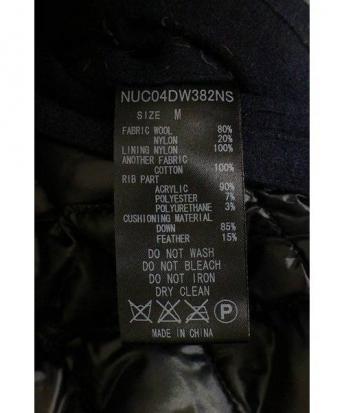 NUC04DW382NS
SIZE M
FABRIC WOOL 80%
NYLON 20%
LINING NYLON 100%
ANOTHER FABRIC
COTTON 100%
RIB PART
ACRYLIC 90%
POLYESTER 7%
POLYURETHANE 3%
CUSHIONING MATERIAL
DOWN 85%
FEATHER 15%
DO NOT WASH
DO NOT BLEACH
DO NOT IRON
DRY CLEAN
P
MADE IN CHINA